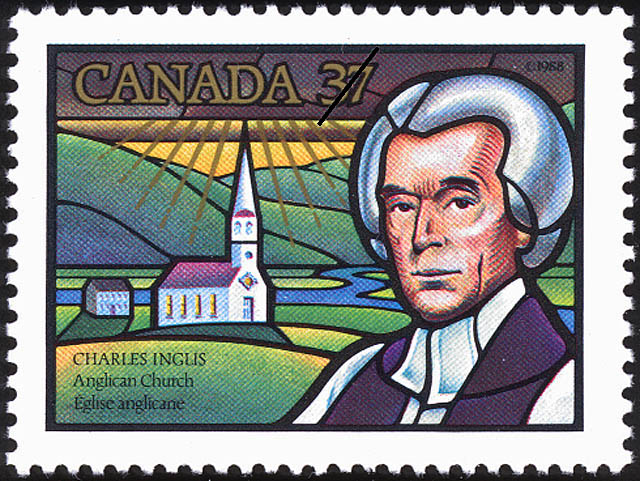 CANADA 37
©1988
CHARLES INGLIS
Anglican Church
Église anglicane